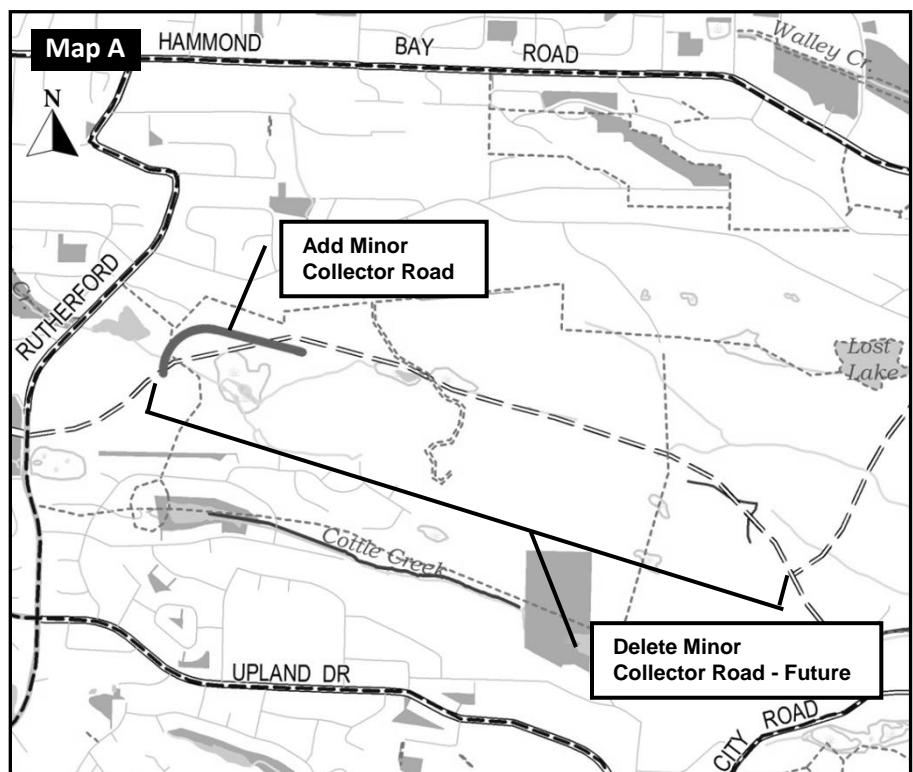 Map A
HAMMOND BAY ROAD
Walley Cr.
N
RUTHERFORD
Add Minor
Collector Road
Lost
Lake
Cottle Creek
Delete Minor
Collector Road - Future
UPLAND DR
CITY ROAD